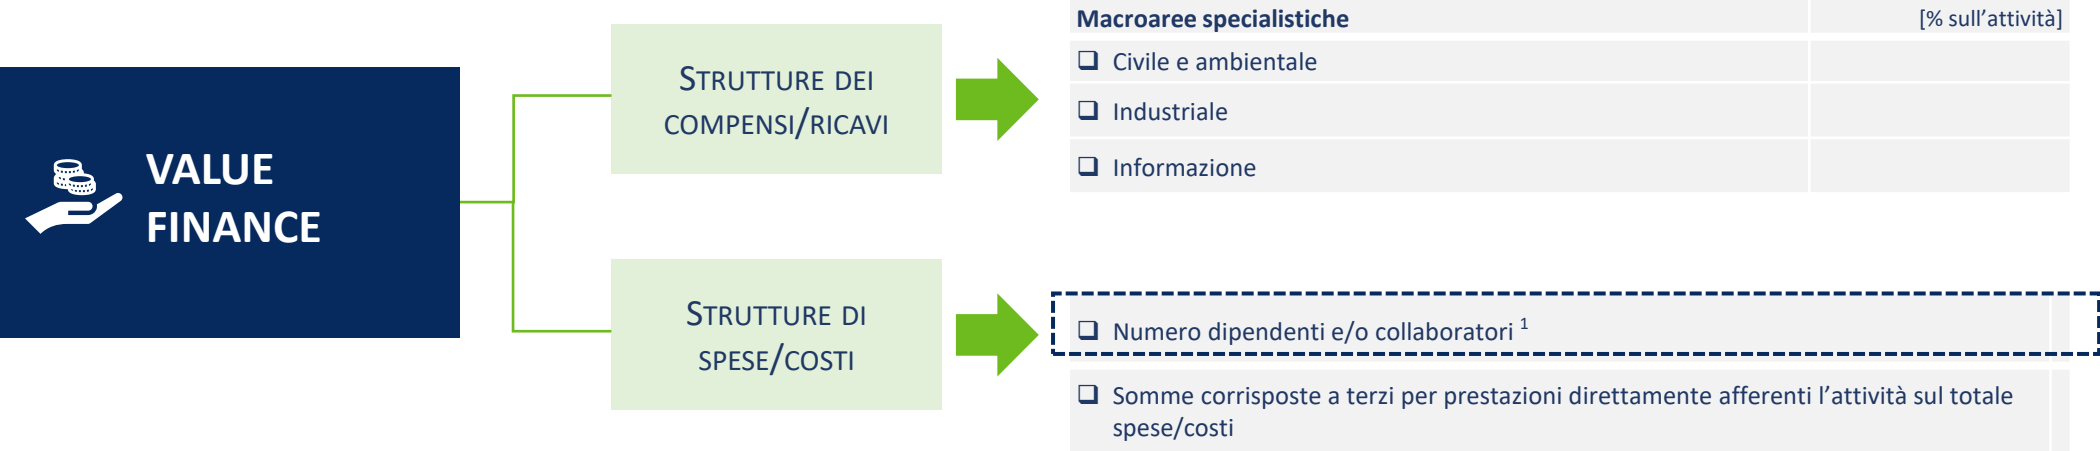 VALUE
FINANCE
STRUTTURE DEI
COMPENSI/RICAVI
Macroaree specialistiche [% sull’attività]
❑ Civile e ambientale
❑ Industriale
❑ Informazione
STRUTTURE DI
SPESE/COSTI
❑ Numero dipendenti e/o collaboratori ¹
❑ Somme corrisposte a terzi per prestazioni direttamente afferenti l’attività sul totale
spese/costi